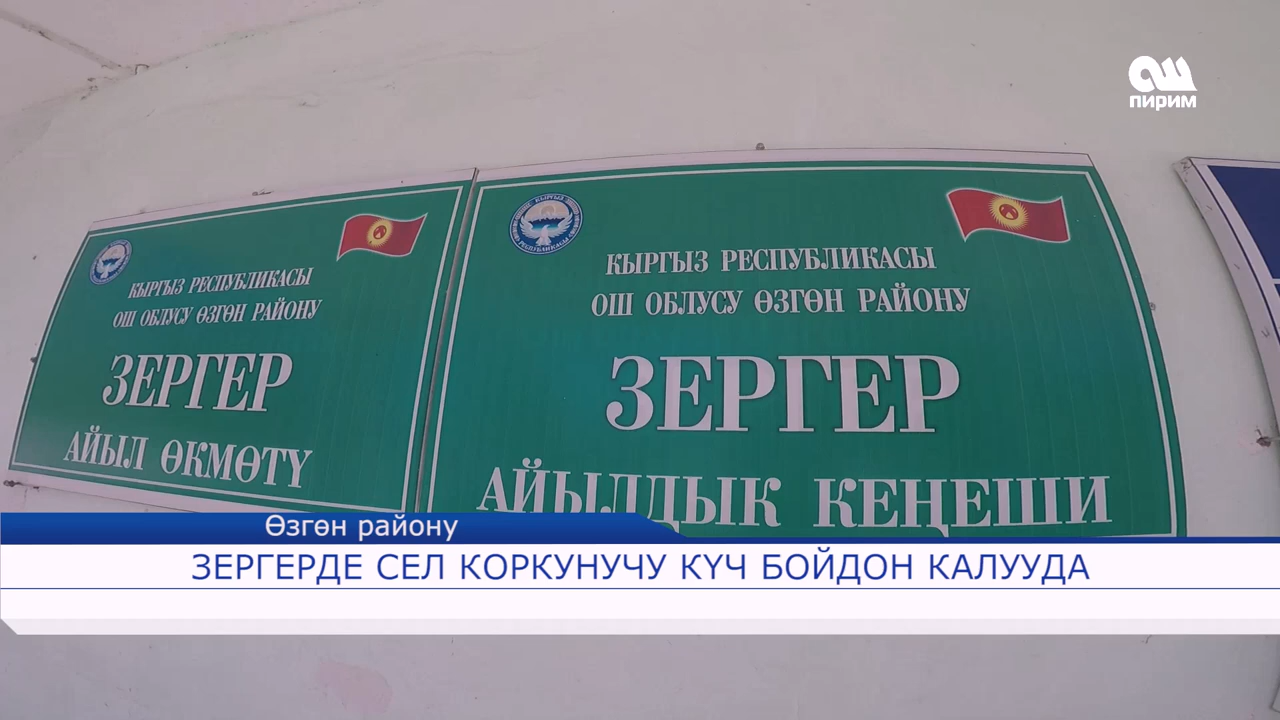 ОШ
ПИРИМ
КЫРГЫЗ РЕСПУБЛИКАСЫ
ОШ ОБЛУСУ ӨЗГӨН РАЙОНУ
ЗЕРГЕР
АЙЫЛ ӨКМӨТҮ
КЫРГЫЗ РЕСПУБЛИКАСЫ
ОШ ОБЛУСУ ӨЗГӨН РАЙОНУ
ЗЕРГЕР
АЙЫЛДЫК КЕҢЕШИ
Өзгөн району
ЗЕРГЕРДЕ СЕЛ КОРКУНУЧУ КҮЧ БОЙДОН КАЛУУДА